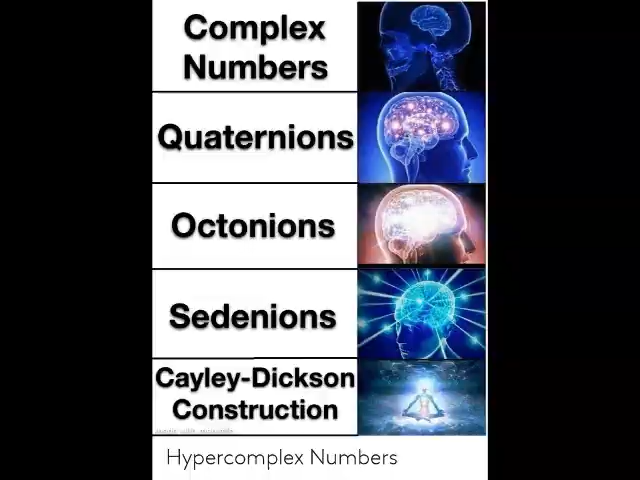 Complex
Numbers
Quaternions
Octonions
Sedenions
Cayley-Dickson
Construction
Hypercomplex Numbers